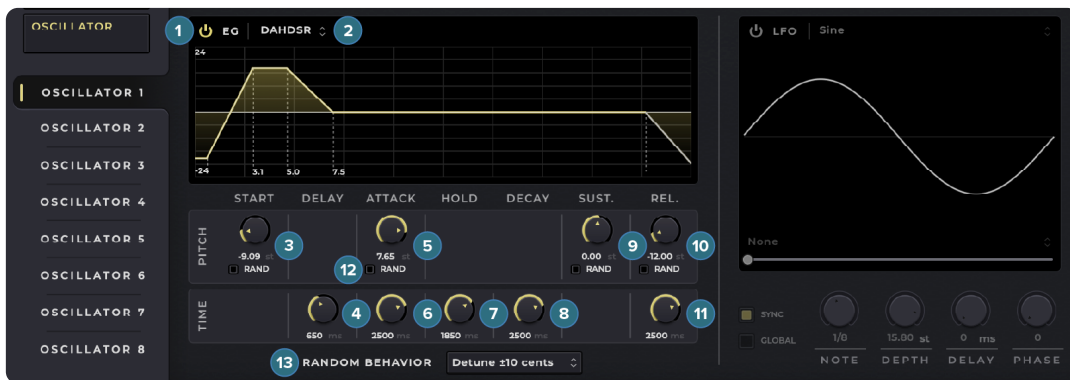 OSCILLATOR
1
EG
DAHDSR
2
24
-24
3.1
5.0
7.5
LFO
Sine
OSCILLATOR 1
OSCILLATOR 2
OSCILLATOR 3
OSCILLATOR 4
OSCILLATOR 5
OSCILLATOR 6
OSCILLATOR 7
OSCILLATOR 8
START DELAY ATTACK HOLD DECAY SUST. REL.
PITCH
3 5 9 10
-9.09 st 7.65 st 0.00 st -12.00 st
RAND 12 RAND RAND RAND
TIME
4 6 7 8 11
650 ms 2500 ms 1850 ms 2500 ms 2500 ms
13 RANDOM BEHAVIOR Detune ±10 cents
None
SYNC
GLOBAL
1/8 15.00 st 0 ms 0
NOTE DEPTH DELAY PHASE